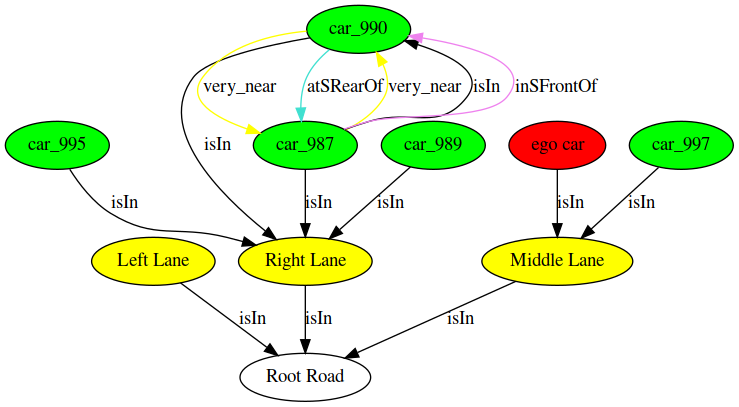 car_990
very_near
atSRearOf
very_near
isIn
inSFrontOf
car_995
isIn
car_987
car_989
ego car
car_997
isIn
isIn
isIn
isIn
isIn
Left Lane
Right Lane
Middle Lane
isIn
isIn
isIn
Root Road